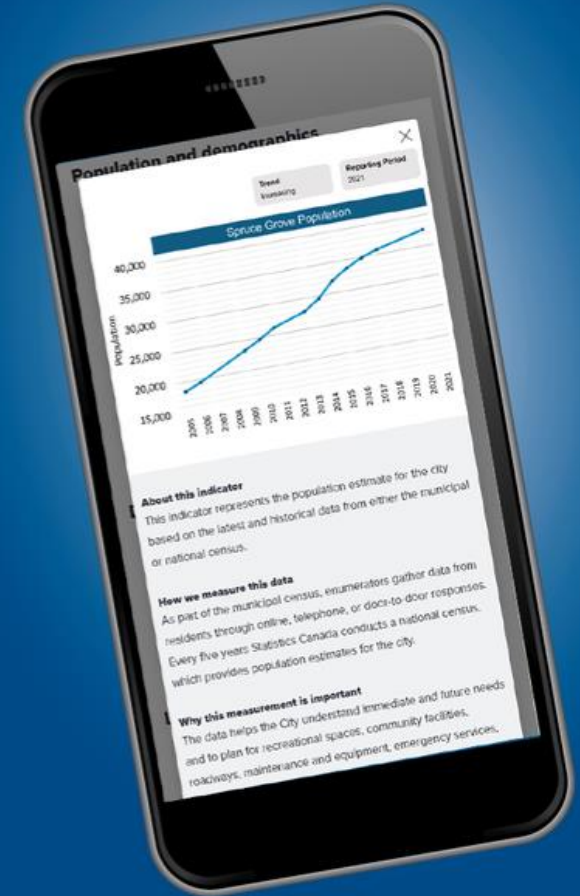 Population and demographics
Trend
Increasing
Reporting Period
2021
Spruce Grove Population
Population
40,000
35,000
30,000
25,000
20,000
15,000
2005
2006
2007
2008
2009
2010
2011
2012
2013
2014
2015
2016
2017
2018
2019
2020
2021
About this indicator
This indicator represents the population estimate for the city
based on the latest and historical data from either the municipal
or national census.
How we measure this data
As part of the municipal census, enumerators gather data from
residents through online, telephone, or door-to-door responses.
Every five years Statistics Canada conducts a national census,
which provides population estimates for the city.
Why this measurement is important
The data helps the City understand immediate and future needs
and to plan for recreational spaces, community facilities,
roadways, maintenance and equipment, emergency services,